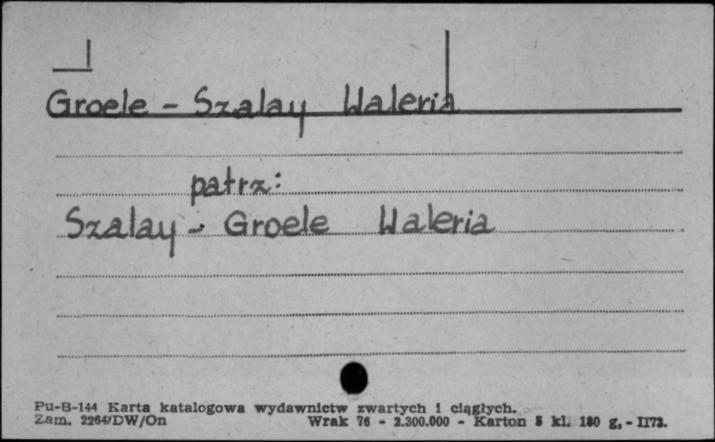 Groele - Szalay Waleria
patrz:
Szalay - Groele Waleria
Pu-B-144 Karta katalogowa wydawnictw zwartych i ciągłych.
Zam. 2264/DW/On Wrak 76 - 2.300.000 - Karton 5 kl. 180 g, - II73.